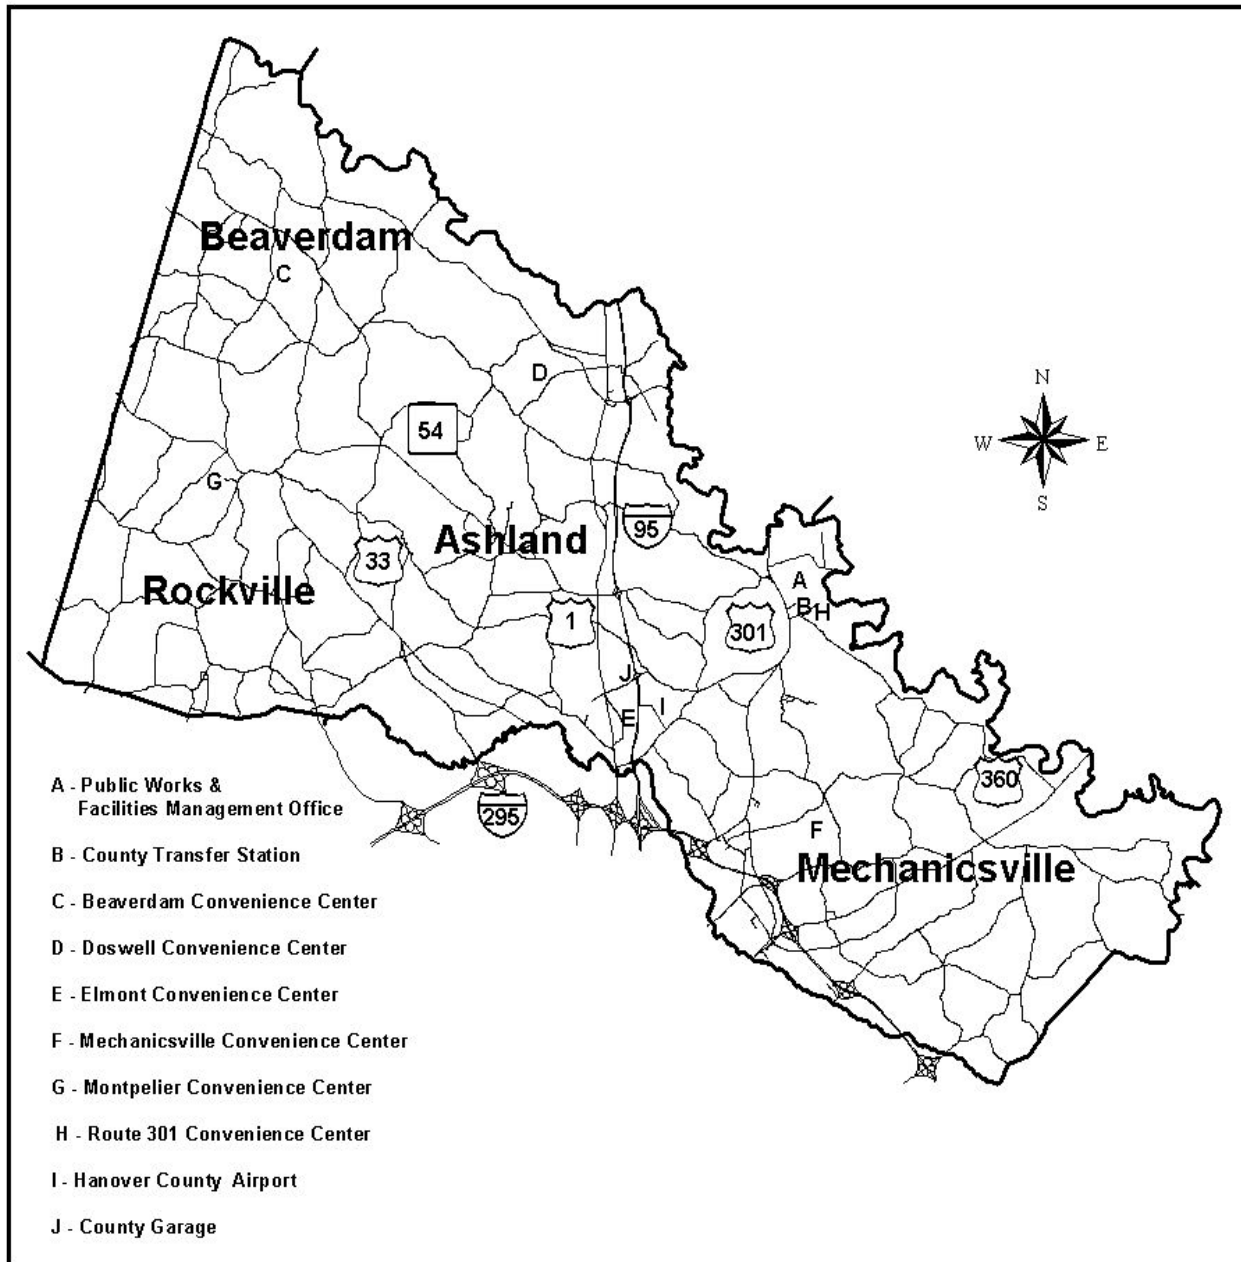 Beaverdam
C
D
54
N
W
E
S
G
95
Ashland
33
Rockville
A
B
H
1
301
J
I
E
360
295
F
Mechanicsville
A - Public Works &
Facilities Management Office
B - County Transfer Station
C - Beaverdam Convenience Center
D - Doswell Convenience Center
E - Elmont Convenience Center
F - Mechanicsville Convenience Center
G - Montpelier Convenience Center
H - Route 301 Convenience Center
I - Hanover County Airport
J - County Garage